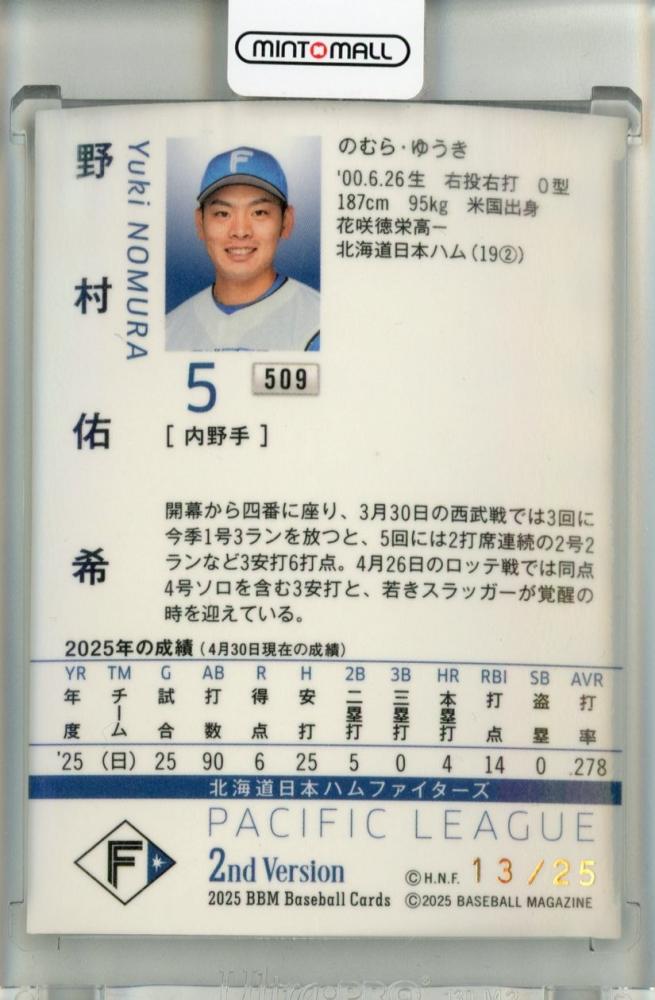 MINT MALL
野村佑希
Yuki NOMURA
F
のむら・ゆうき
'00.6.26生 右投右打 O型
187cm 95kg 米国出身
花咲徳栄高ー
北海道日本ハム(19②)
5
509
[ 内野手 ]
開幕から四番に座り、3月30日の西武戦では3回に
今季1号3ランを放つと、5回には2打席連続の2号2
ランなど3安打6打点。4月26日のロッテ戦では同点
4号ソロを含む3安打と、若きスラッガーが覚醒の
時を迎えている。
2025年の成績(4月30日現在の成績)
YR TM G AB R H 2B 3B HR RBI SB AVR
年度 チーム 試合 打数 得点 安打 二塁打 三塁打 本塁打 打点 盗塁 打率
'25 (日) 25 90 6 25 5 0 4 14 0 .278
北海道日本ハムファイターズ
PACIFIC LEAGUE
F
2nd Version
2025 BBM Baseball Cards
©H.N.F. 13/25
©2025 BASEBALL MAGAZINE